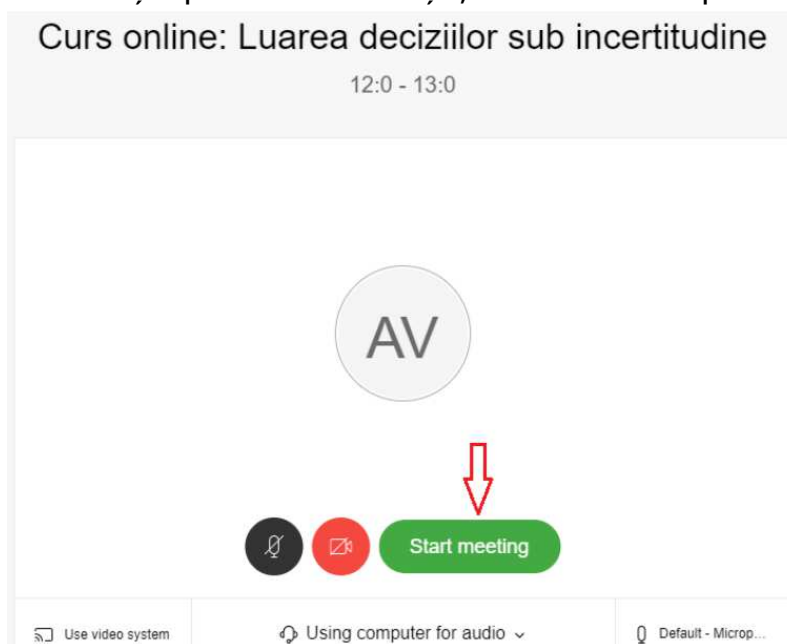 Curs online: Luarea deciziilor sub incertitudine
12:0 - 13:0
AV
Start meeting
Use video system
Using computer for audio
Default - Microp...